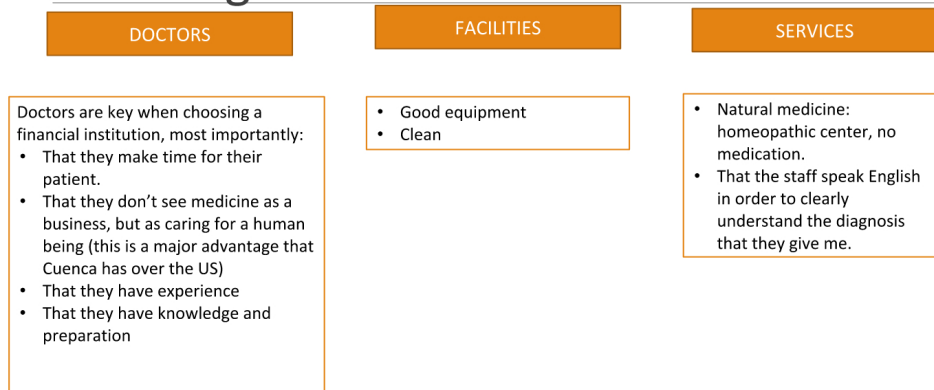 DOCTORS
Doctors are key when choosing a
financial institution, most importantly:
• That they make time for their
patient.
• That they don't see medicine as a
business, but as caring for a human
being (this is a major advantage that
Cuenca has over the US)
• That they have experience
• That they have knowledge and
preparation
FACILITIES
• Good equipment
• Clean
SERVICES
• Natural medicine:
homeopathic center, no
medication.
• That the staff speak English
in order to clearly
understand the diagnosis
that they give me.